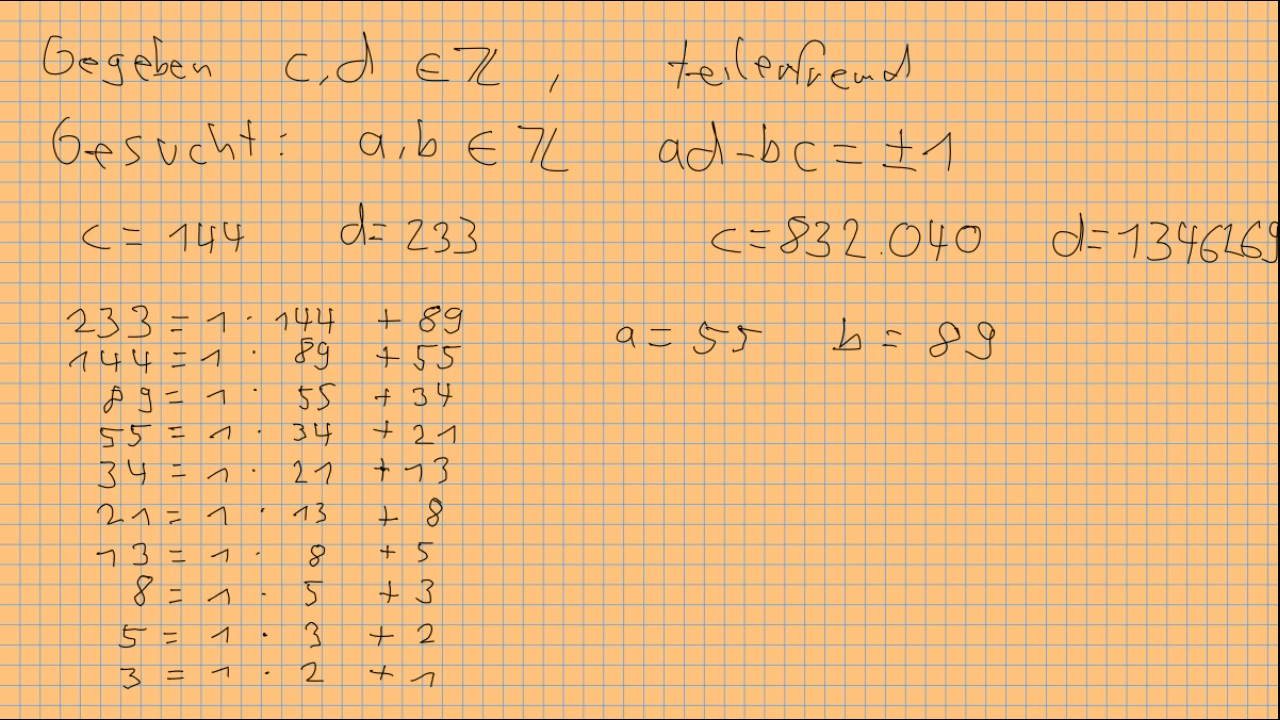 Gegeben c,d ∈ ℤ, teilerfremd
Gesucht: a,b ∈ ℤ ad-bc = ±1
c = 144 d = 233 c = 832.040 d = 1346269
233 = 1 · 144 + 89
a = 55 b = 89
144 = 1 · 89 + 55
89 = 1 · 55 + 34
55 = 1 · 34 + 21
34 = 1 · 21 + 13
21 = 1 · 13 + 8
13 = 1 · 8 + 5
8 = 1 · 5 + 3
5 = 1 · 3 + 2
3 = 1 · 2 + 1